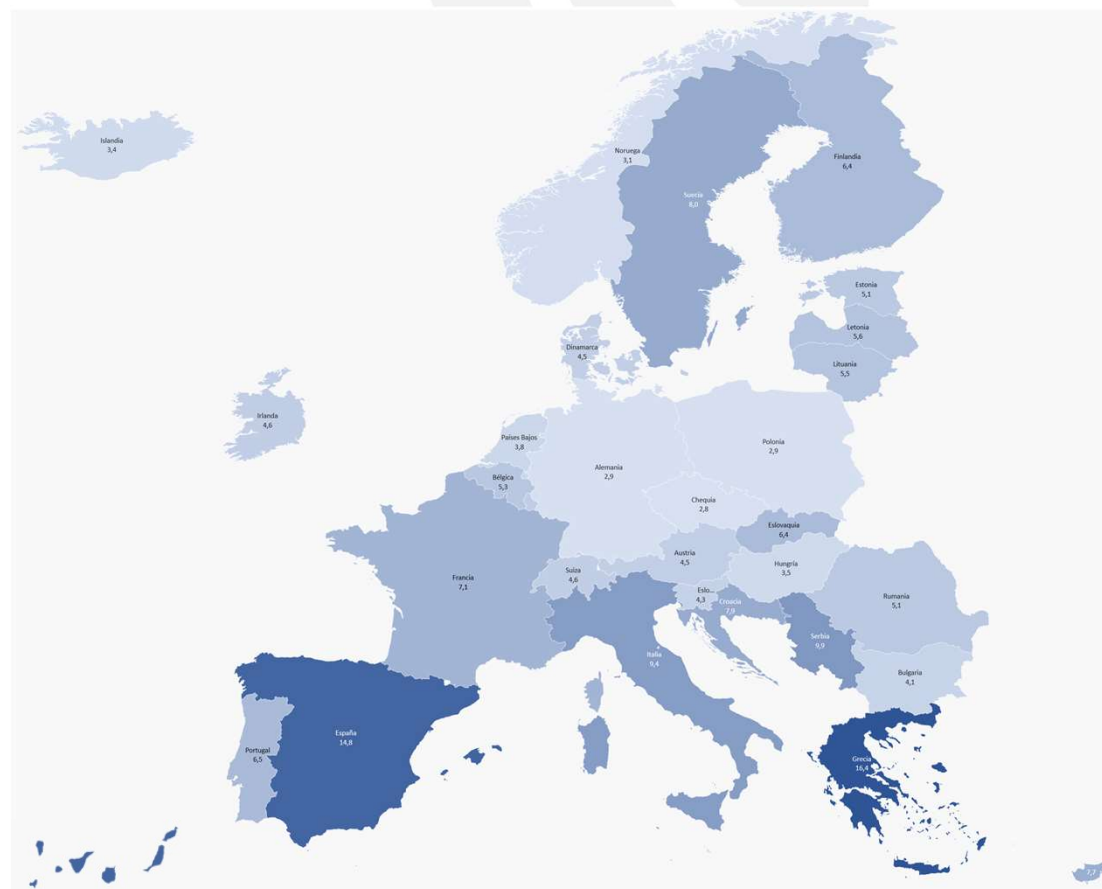 Islandia
3,4
Noruega
3,1
Suecia
8,0
Finlandia
6,4
Estonia
5,1
Letonia
5,6
Lituania
5,5
Dinamarca
4,5
Irlanda
4,6
Países Bajos
3,8
Bélgica
5,3
Alemania
2,9
Polonia
2,9
Chequia
2,8
Eslovaquia
6,4
Austria
4,5
Hungría
3,5
Suiza
4,6
Francia
7,1
Eslo...
4,3
Croacia
7,9
Rumanía
5,1
Serbia
9,9
Italia
9,4
Bulgaria
4,1
España
14,8
Portugal
6,5
Grecia
16,4
7,7